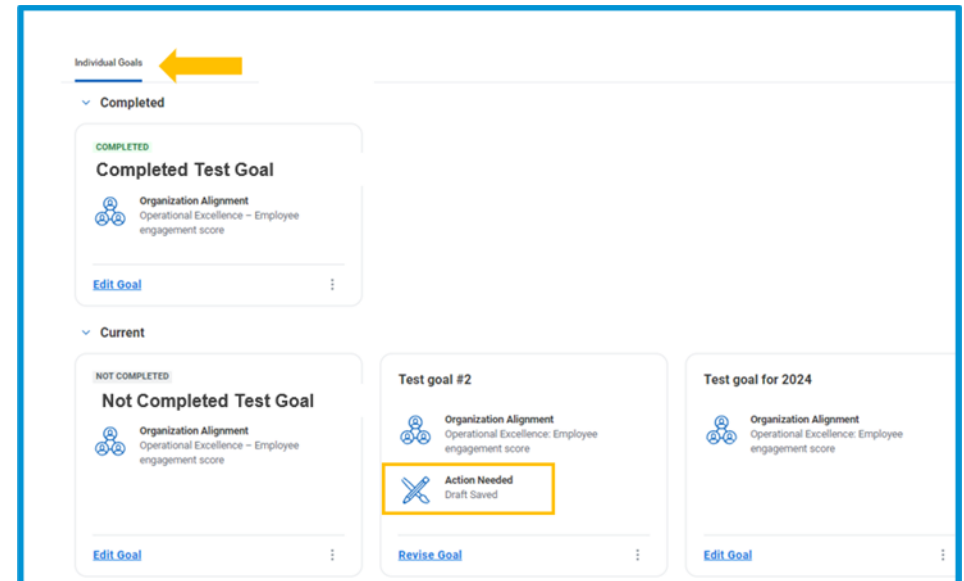 Individual Goals
Completed
COMPLETED
Completed Test Goal
Organization Alignment
Operational Excellence – Employee
engagement score
Edit Goal
Current
NOT COMPLETED
Not Completed Test Goal
Organization Alignment
Operational Excellence – Employee
engagement score
Edit Goal
Test goal #2
Organization Alignment
Operational Excellence: Employee
engagement score
Action Needed
Draft Saved
Revise Goal
Test goal for 2024
Organization Alignment
Operational Excellence: Employee
engagement score
Edit Goal